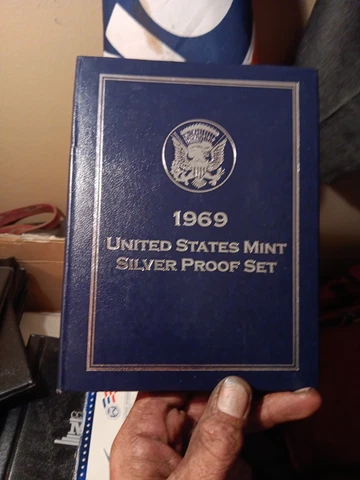 1969
UNITED STATES MINT
SILVER PROOF SET